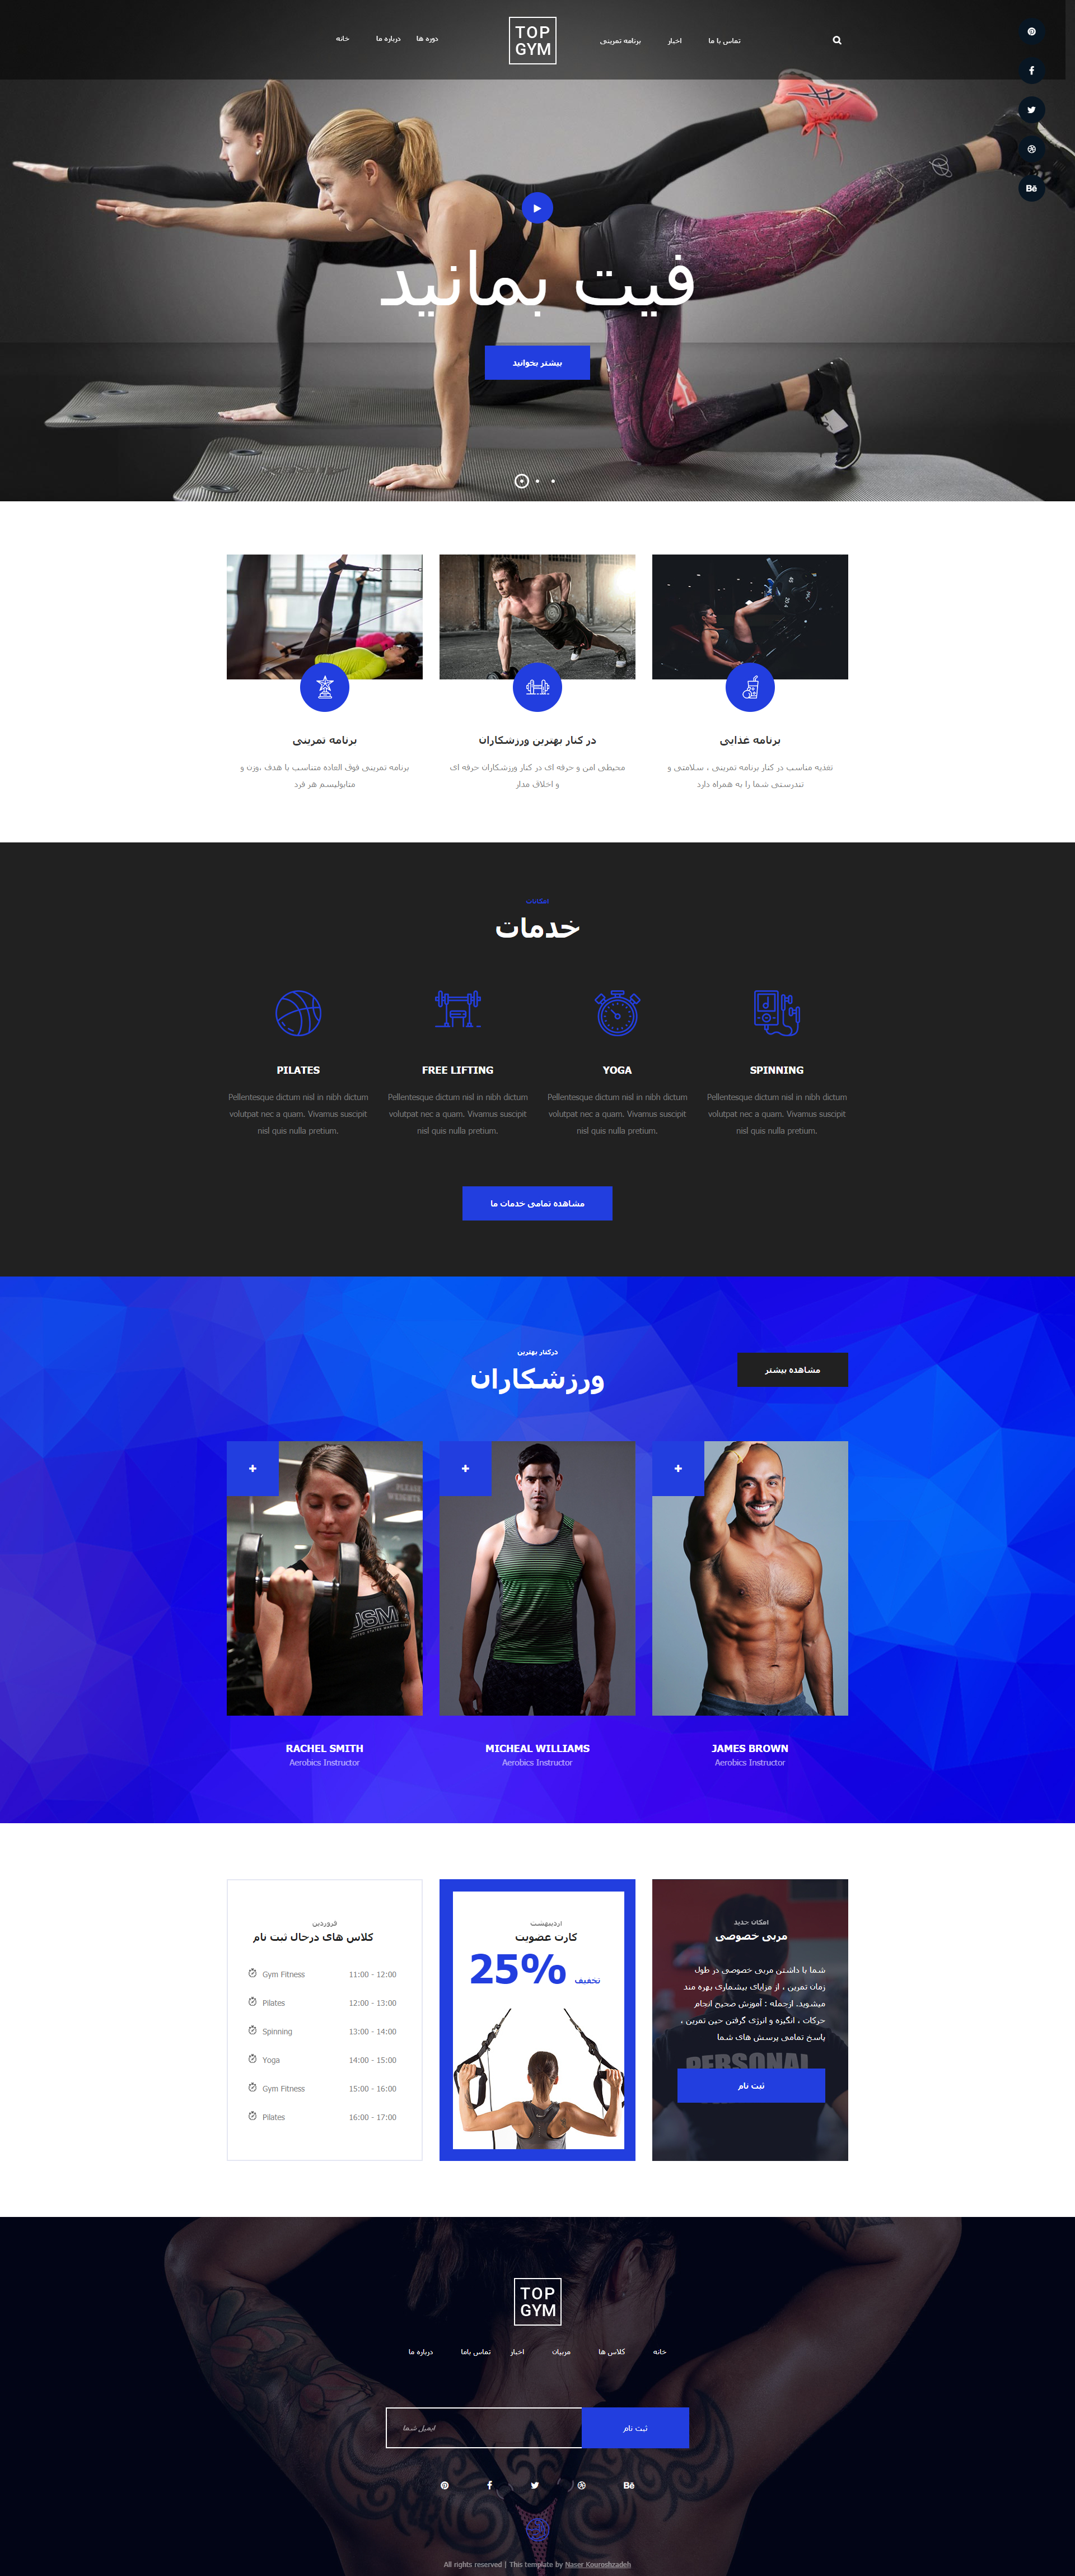 خانه
درباره ما
دوره ها
TOP
GYM
برنامه تمرینی
اخبار
تماس با ما
Bē
فیت بمانید
بیشتر بخوانید
برنامه تمرینی
برنامه تمرینی فوق العاده متناسب با هدف ،وزن و
متابولیسم هر فرد
در کنار بهترین ورزشکاران
محیطی امن و حرفه ای در کنار ورزشکاران حرفه ای
و اخلاق مدار
برنامه غذایی
تغذیه مناسب در کنار برنامه تمرینی ، سلامتی و
تندرستی شما را به همراه دارد
امکانات
خدمات
PILATES
Pellentesque dictum nisl in nibh dictum
volutpat nec a quam. Vivamus suscipit
nisl quis nulla pretium.
FREE LIFTING
Pellentesque dictum nisl in nibh dictum
volutpat nec a quam. Vivamus suscipit
nisl quis nulla pretium.
YOGA
Pellentesque dictum nisl in nibh dictum
volutpat nec a quam. Vivamus suscipit
nisl quis nulla pretium.
SPINNING
Pellentesque dictum nisl in nibh dictum
volutpat nec a quam. Vivamus suscipit
nisl quis nulla pretium.
مشاهده تمامی خدمات ما
درکنار بهترین
ورزشکاران
مشاهده بیشتر
PLEASE
WEIGHTS
USMC
UNITED STATES MARINE
RACHEL SMITH
Aerobics Instructor
MICHEAL WILLIAMS
Aerobics Instructor
JAMES BROWN
Aerobics Instructor
فروردین
کلاس های درحال ثبت نام
Gym Fitness 11:00 - 12:00
Pilates 12:00 - 13:00
Spinning 13:00 - 14:00
Yoga 14:00 - 15:00
Gym Fitness 15:00 - 16:00
Pilates 16:00 - 17:00
اردیبهشت
کارت عضویت
25% تخفیف
امکان جدید
مربی خصوصی
شما با داشتن مربی خصوصی در طول
زمان تمرین ، از مزایای بیشماری بهره مند
میشوید. ازجمله : آموزش صحیح انجام
حرکات ، انگیزه و انرژی گرفتن حین تمرین ،
پاسخ تمامی پرسش های شما
PERSONAL
ثبت نام
TOP
GYM
خانه
کلاس ها
مربیان
اخبار
تماس باما
درباره ما
ایمیل شما
ثبت نام
Bē
All rights reserved | This template by Naser Kouroshzadeh